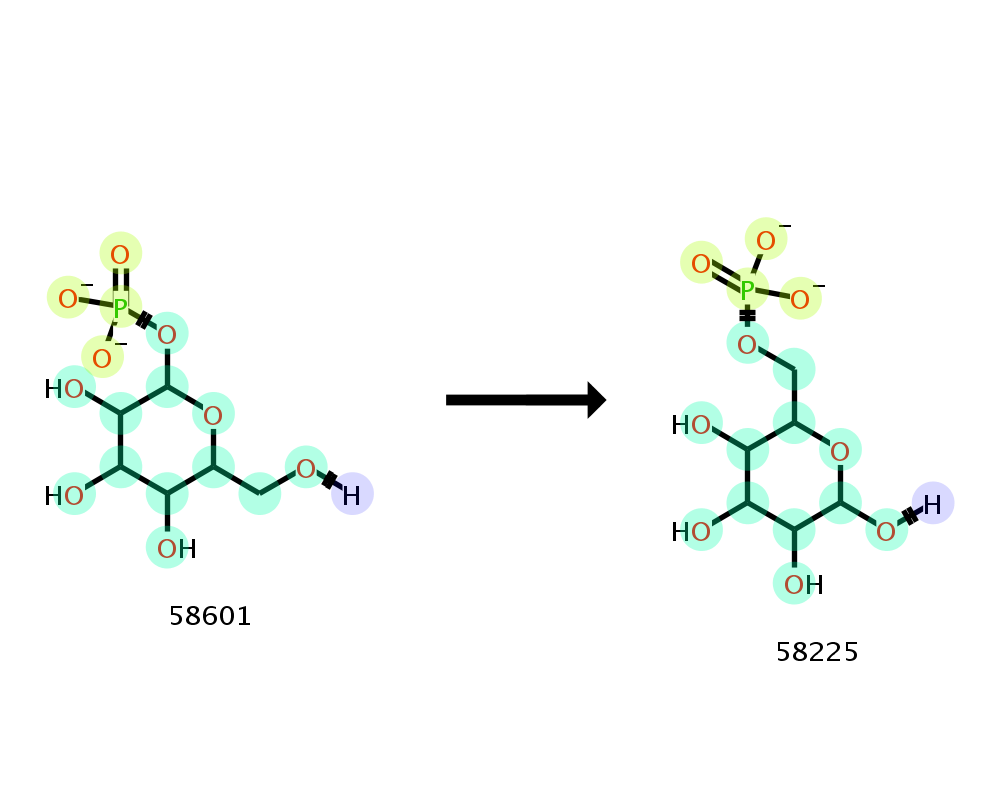 O O⁻
O⁻ P O
O⁻ O P O⁻
HO O
O HO O
HO O H
HO O H
OH
OH
58601
58225